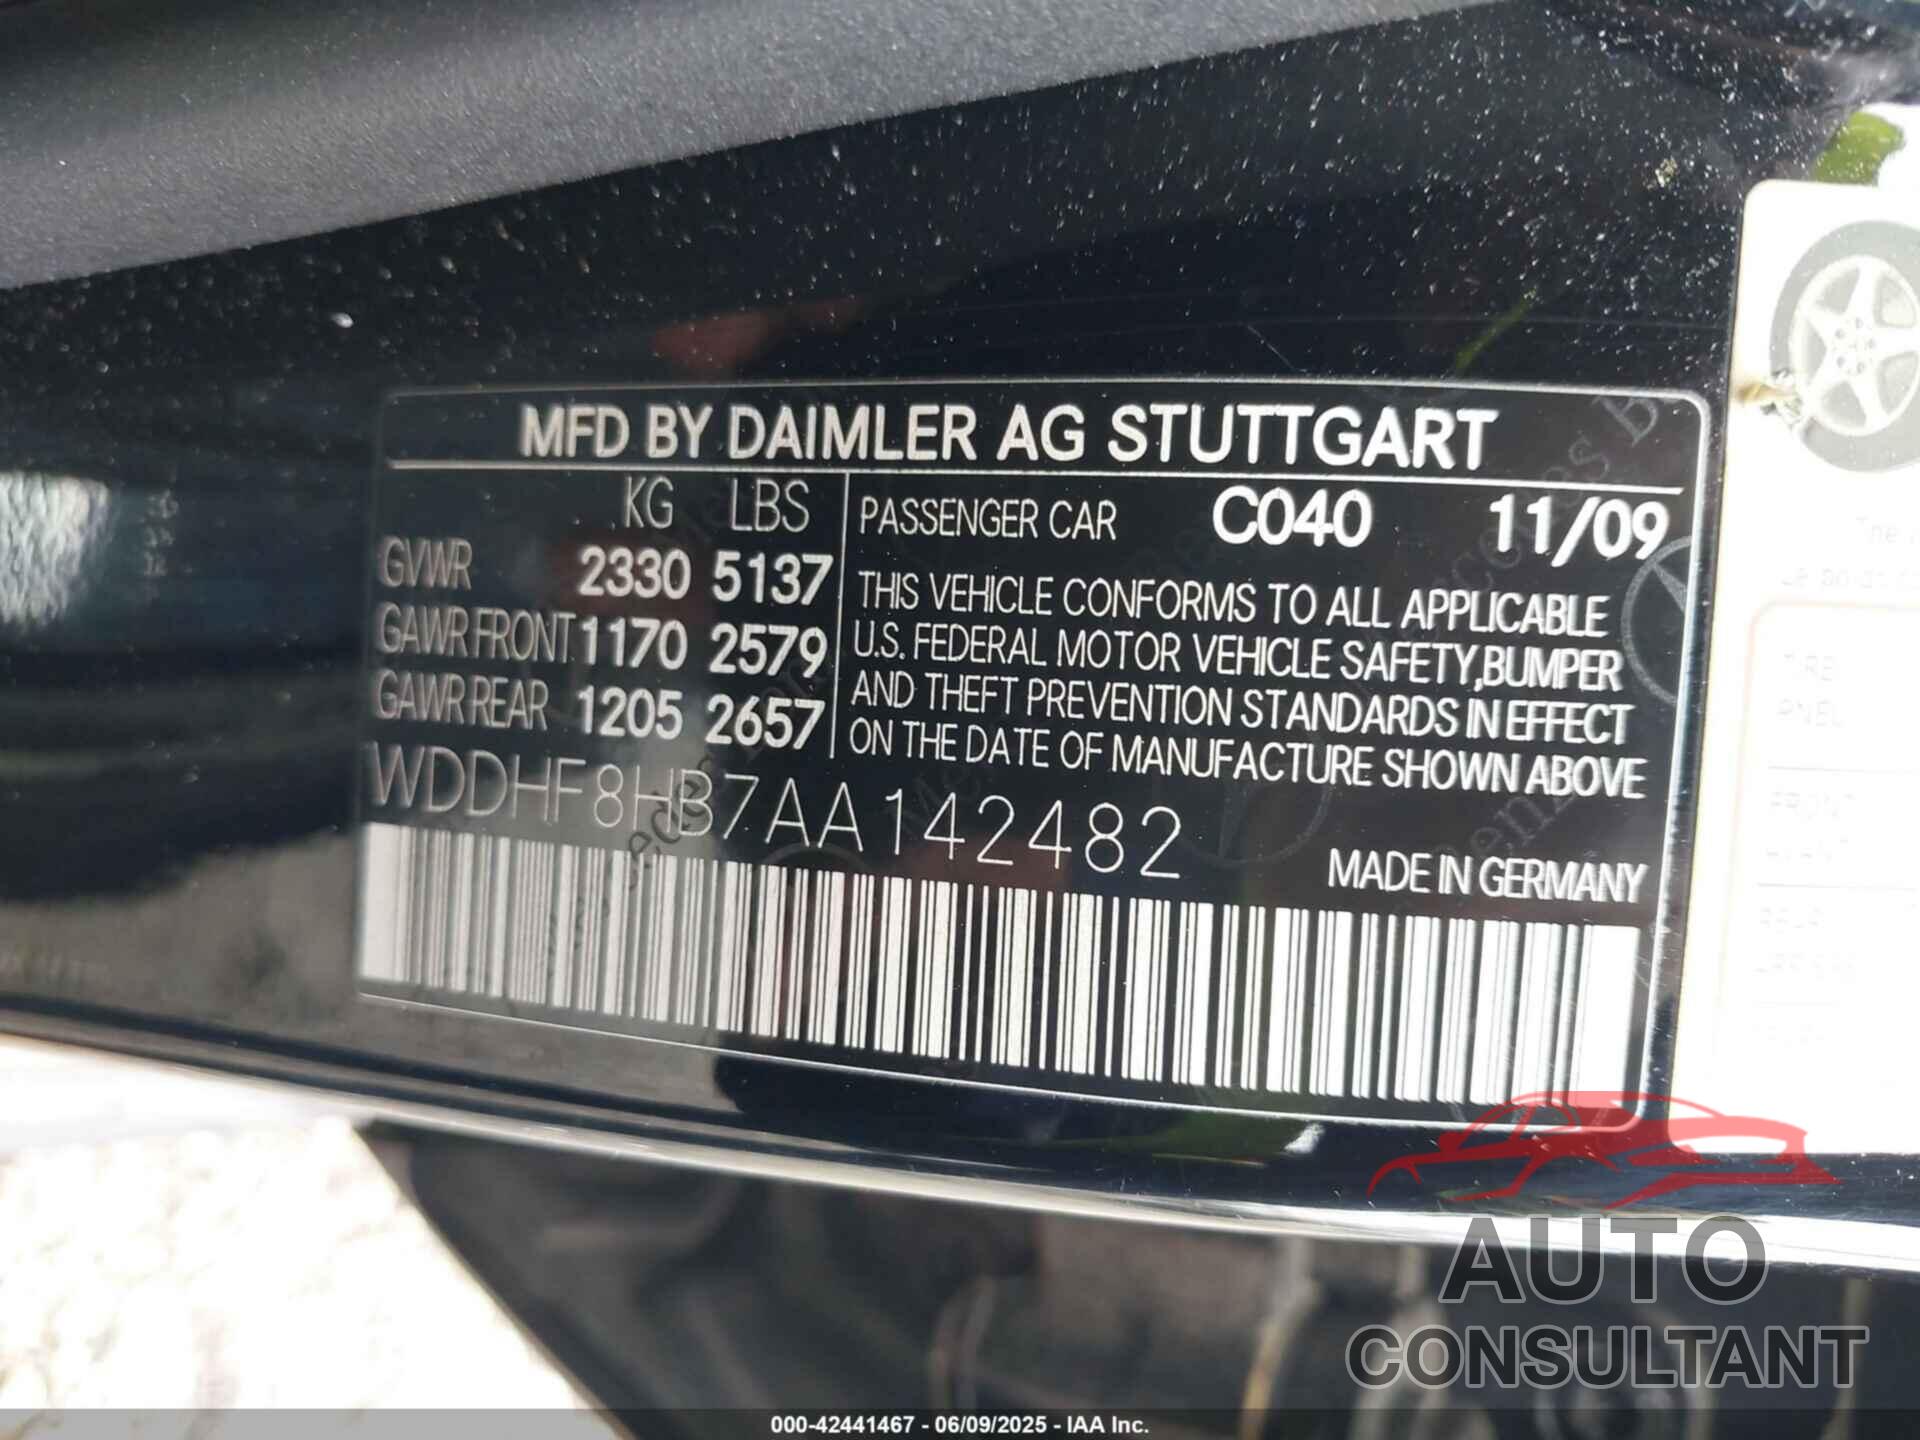 MFD BY DAIMLER AG STUTTGART
KG LBS
GVWR 2330 5137
GAWR FRONT 1170 2579
GAWR REAR 1205 2657
PASSENGER CAR C040 11/09
THIS VEHICLE CONFORMS TO ALL APPLICABLE
U.S. FEDERAL MOTOR VEHICLE SAFETY, BUMPER
AND THEFT PREVENTION STANDARDS IN EFFECT
ON THE DATE OF MANUFACTURE SHOWN ABOVE
WDDHF8HB7AA142482
MADE IN GERMANY
AUTO
CONSULTANT
000-42441467 - 06/09/2025 - IAA Inc.